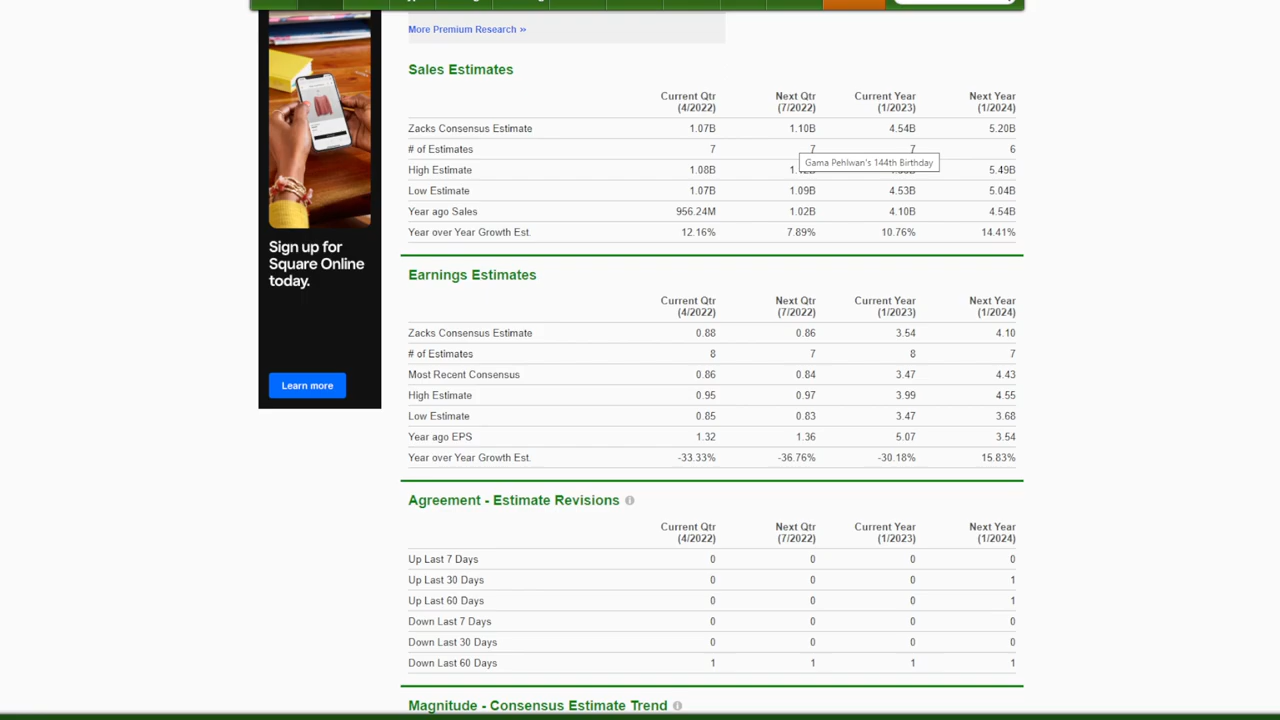 More Premium Research »
Sales Estimates
Current Qtr (4/2022) Next Qtr (7/2022) Current Year (1/2023) Next Year (1/2024)
Zacks Consensus Estimate 1.07B 1.10B 4.54B 5.20B
# of Estimates 7 7 7 6
Gama Pehlwan's 144th Birthday
High Estimate 1.08B 5.49B
Low Estimate 1.07B 1.09B 4.53B 5.04B
Year ago Sales 956.24M 1.02B 4.10B 4.54B
Year over Year Growth Est. 12.16% 7.89% 10.76% 14.41%
Sign up for
Square Online
today.
Learn more
Earnings Estimates
Current Qtr (4/2022) Next Qtr (7/2022) Current Year (1/2023) Next Year (1/2024)
Zacks Consensus Estimate 0.88 0.86 3.54 4.10
# of Estimates 8 7 8 7
Most Recent Consensus 0.86 0.84 3.47 4.43
High Estimate 0.95 0.97 3.99 4.55
Low Estimate 0.85 0.83 3.47 3.68
Year ago EPS 1.32 1.36 5.07 3.54
Year over Year Growth Est. -33.33% -36.76% -30.18% 15.83%
Agreement - Estimate Revisions
Current Qtr (4/2022) Next Qtr (7/2022) Current Year (1/2023) Next Year (1/2024)
Up Last 7 Days 0 0 0 0
Up Last 30 Days 0 0 0 1
Up Last 60 Days 0 0 0 1
Down Last 7 Days 0 0 0 0
Down Last 30 Days 0 0 0 0
Down Last 60 Days 1 1 1 1
Magnitude - Consensus Estimate Trend